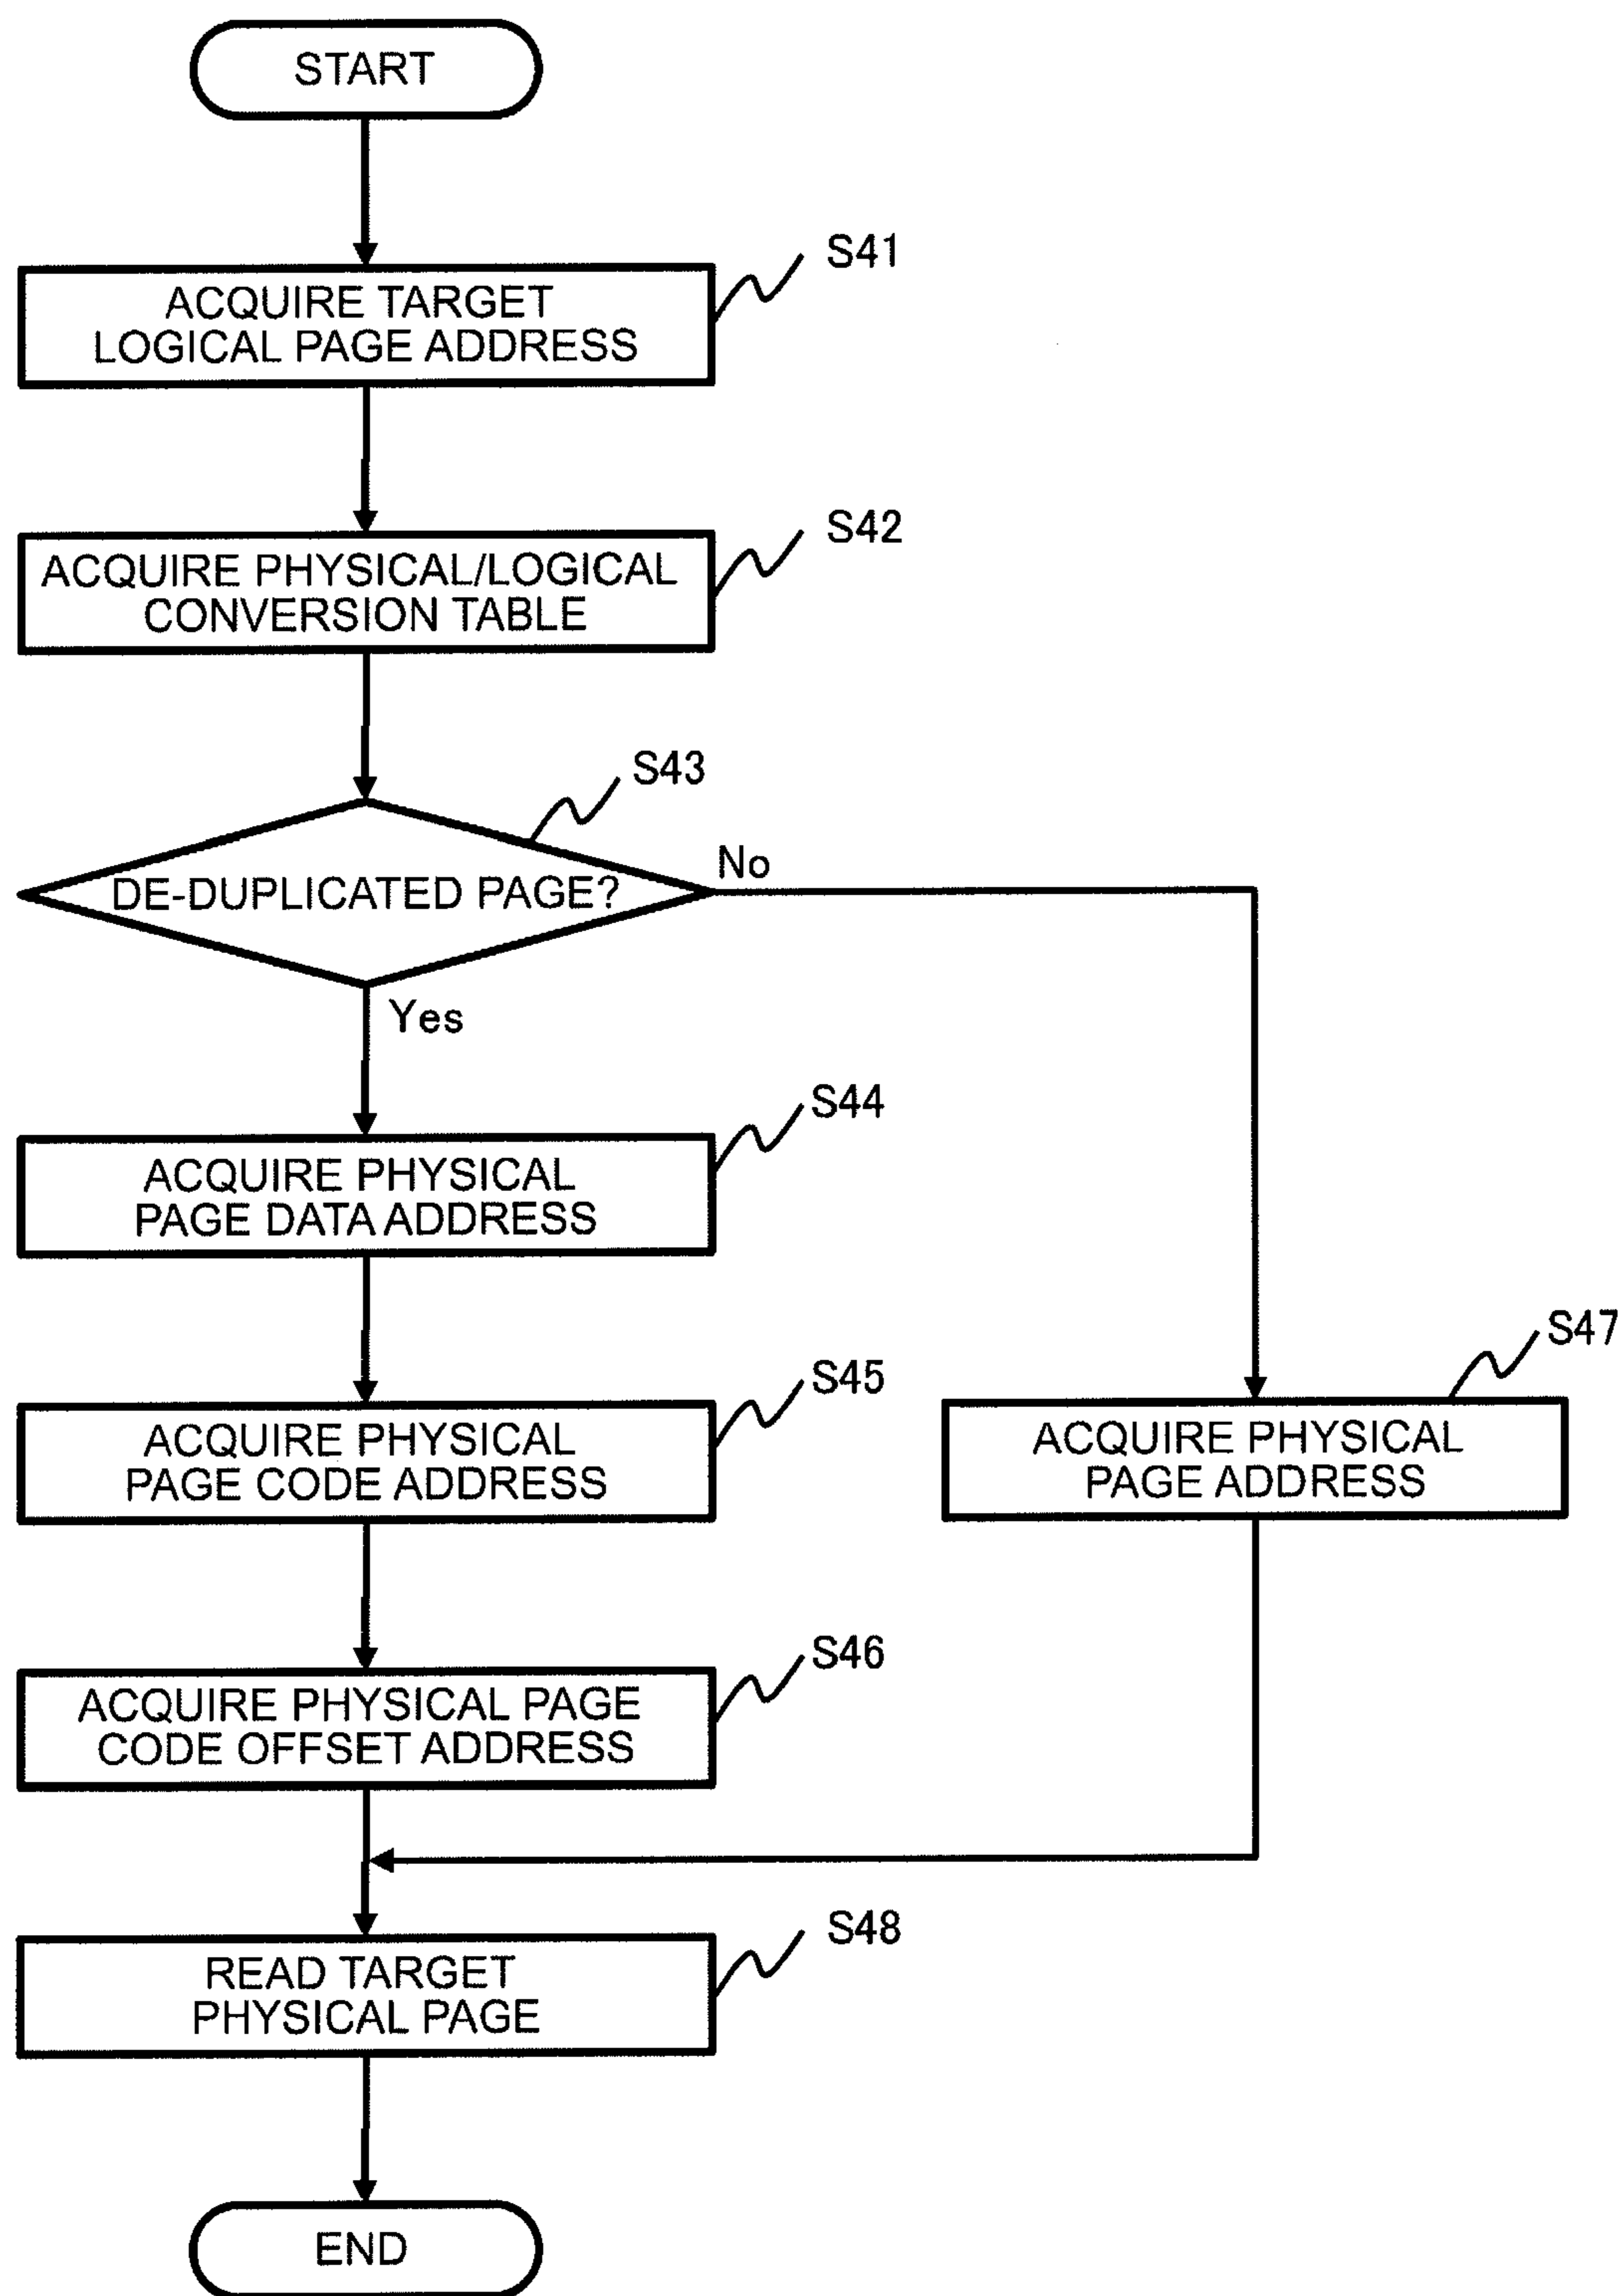 START
S41
ACQUIRE TARGET
LOGICAL PAGE ADDRESS
S42
ACQUIRE PHYSICAL/LOGICAL
CONVERSION TABLE
S43
DE-DUPLICATED PAGE?
No
Yes
S44
ACQUIRE PHYSICAL
PAGE DATA ADDRESS
S45
ACQUIRE PHYSICAL
PAGE CODE ADDRESS
S47
ACQUIRE PHYSICAL
PAGE ADDRESS
S46
ACQUIRE PHYSICAL PAGE
CODE OFFSET ADDRESS
S48
READ TARGET
PHYSICAL PAGE
END